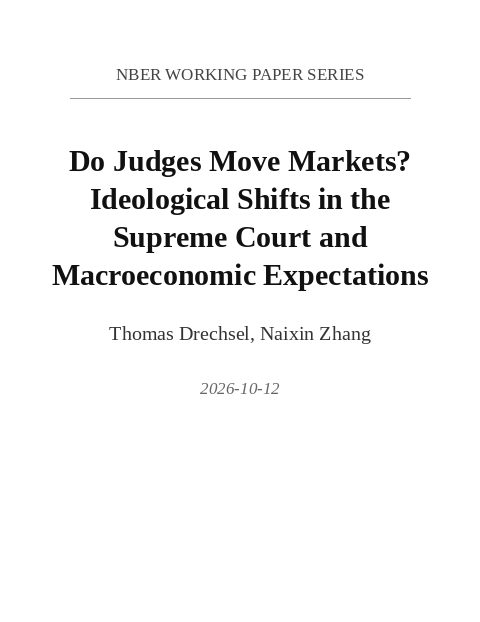 NBER WORKING PAPER SERIES
Do Judges Move Markets?
Ideological Shifts in the
Supreme Court and
Macroeconomic Expectations
Thomas Drechsel, Naixin Zhang
2026-10-12